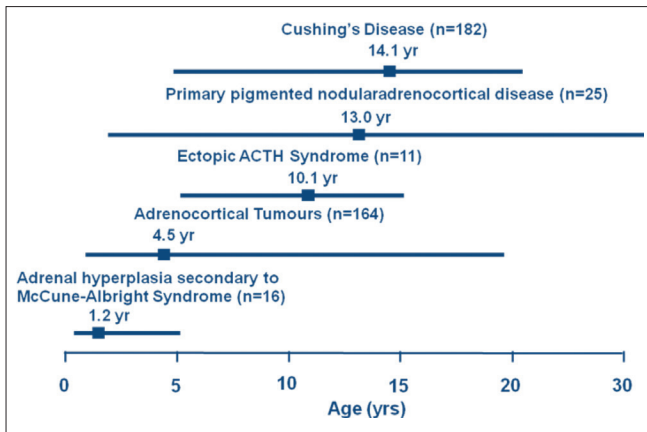 Cushing's Disease (n=182)
14.1 yr
Primary pigmented nodularadrenocortical disease (n=25)
13.0 yr
Ectopic ACTH Syndrome (n=11)
10.1 yr
Adrenocortical Tumours (n=164)
4.5 yr
Adrenal hyperplasia secondary to
McCune-Albright Syndrome (n=16)
1.2 yr
0 5 10 15 20 30
Age (yrs)